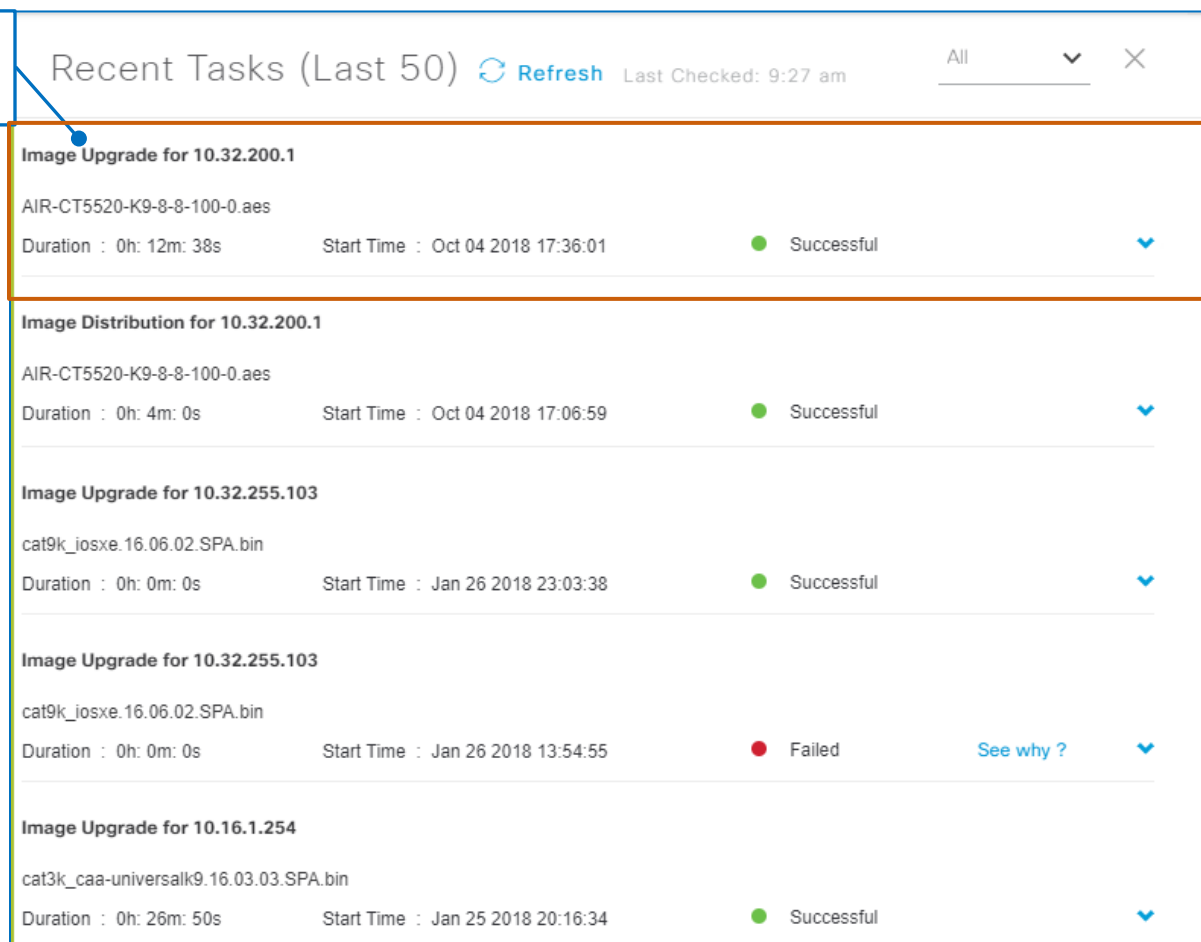 Recent Tasks (Last 50) Refresh Last Checked: 9:27 am All
Image Upgrade for 10.32.200.1
AIR-CT5520-K9-8-8-100-0.aes
Duration : 0h: 12m: 38s Start Time : Oct 04 2018 17:36:01 Successful
Image Distribution for 10.32.200.1
AIR-CT5520-K9-8-8-100-0.aes
Duration : 0h: 4m: 0s Start Time : Oct 04 2018 17:06:59 Successful
Image Upgrade for 10.32.255.103
cat9k_iosxe.16.06.02.SPA.bin
Duration : 0h: 0m: 0s Start Time : Jan 26 2018 23:03:38 Successful
Image Upgrade for 10.32.255.103
cat9k_iosxe.16.06.02.SPA.bin
Duration : 0h: 0m: 0s Start Time : Jan 26 2018 13:54:55 Failed See why ?
Image Upgrade for 10.16.1.254
cat3k_caa-universalk9.16.03.03.SPA.bin
Duration : 0h: 26m: 50s Start Time : Jan 25 2018 20:16:34 Successful